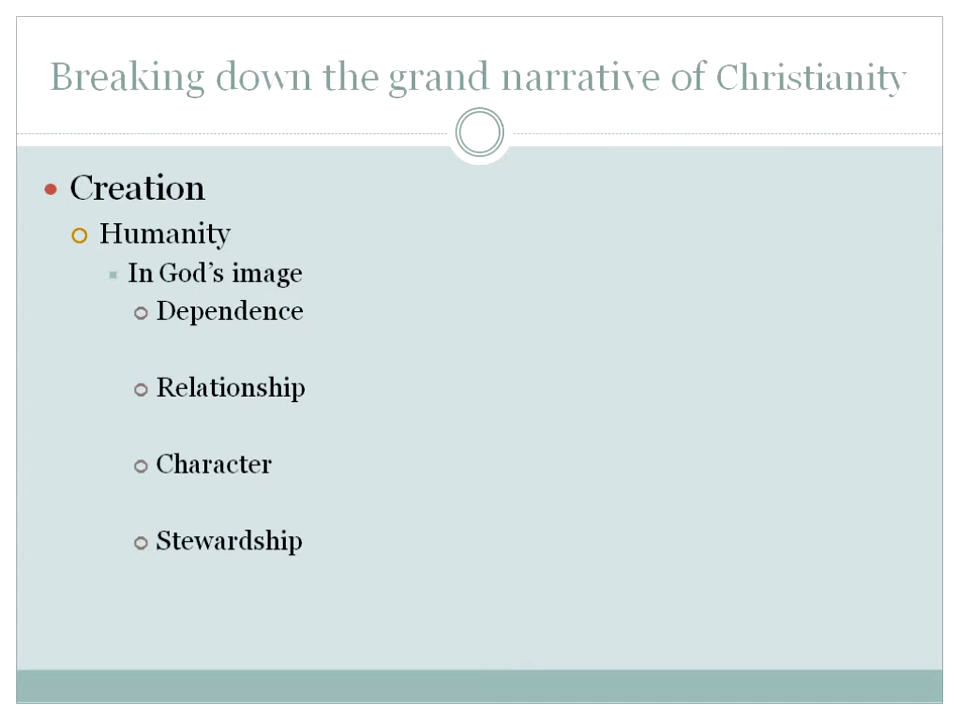 Breaking down the grand narrative of Christianity
Creation
Humanity
In God's image
Dependence
Relationship
Character
Stewardship